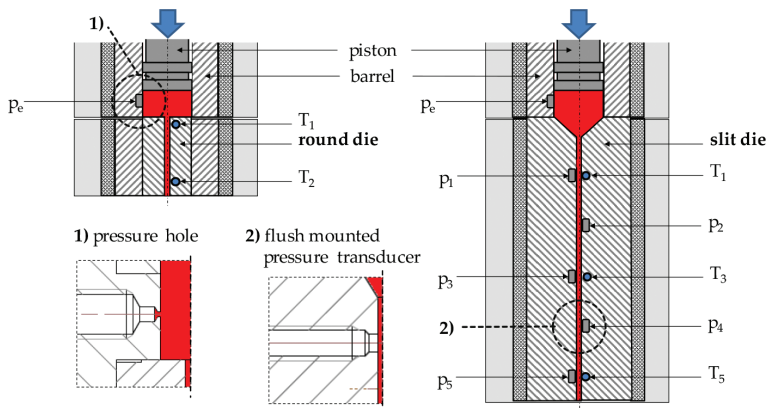 1)
piston
barrel
pₑ
T₁
round die
T₂
1) pressure hole
2) flush mounted
pressure transducer
pₑ
slit die
p₁
T₁
p₂
p₃
T₃
2)
p₄
p₅
T₅